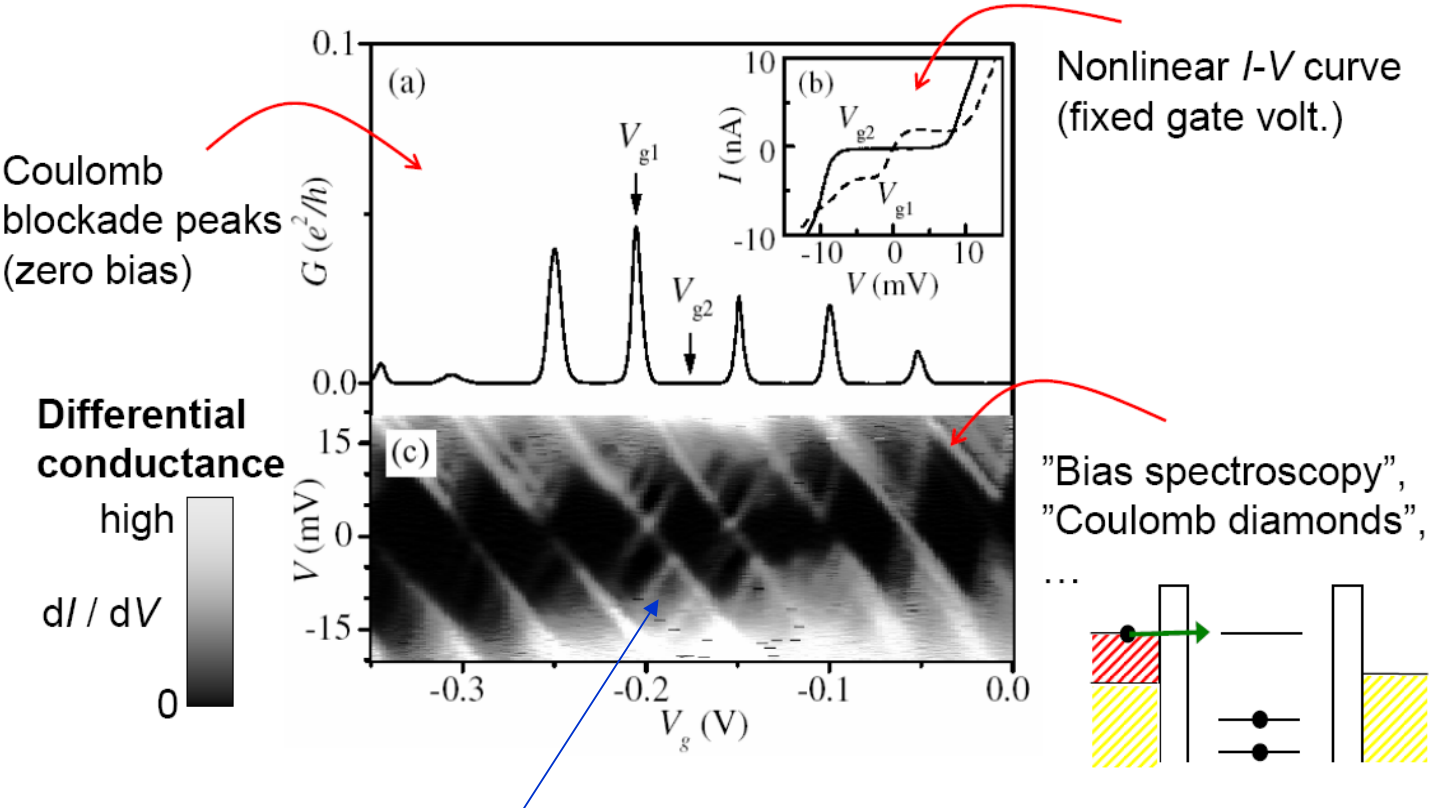 Coulomb
blockade peaks
(zero bias)
Nonlinear I-V curve
(fixed gate volt.)
0.1
(a)
G (e²/h)
0.0
V_g1
V_g2
(b)
10
0
-10
I (nA)
V_g2
V_g1
-10 0 10
V (mV)
Differential
conductance
high
dI / dV
0
(c)
15
0
-15
V (mV)
-0.3 -0.2 -0.1 0.0
V_g (V)
”Bias spectroscopy”,
”Coulomb diamonds”,
…